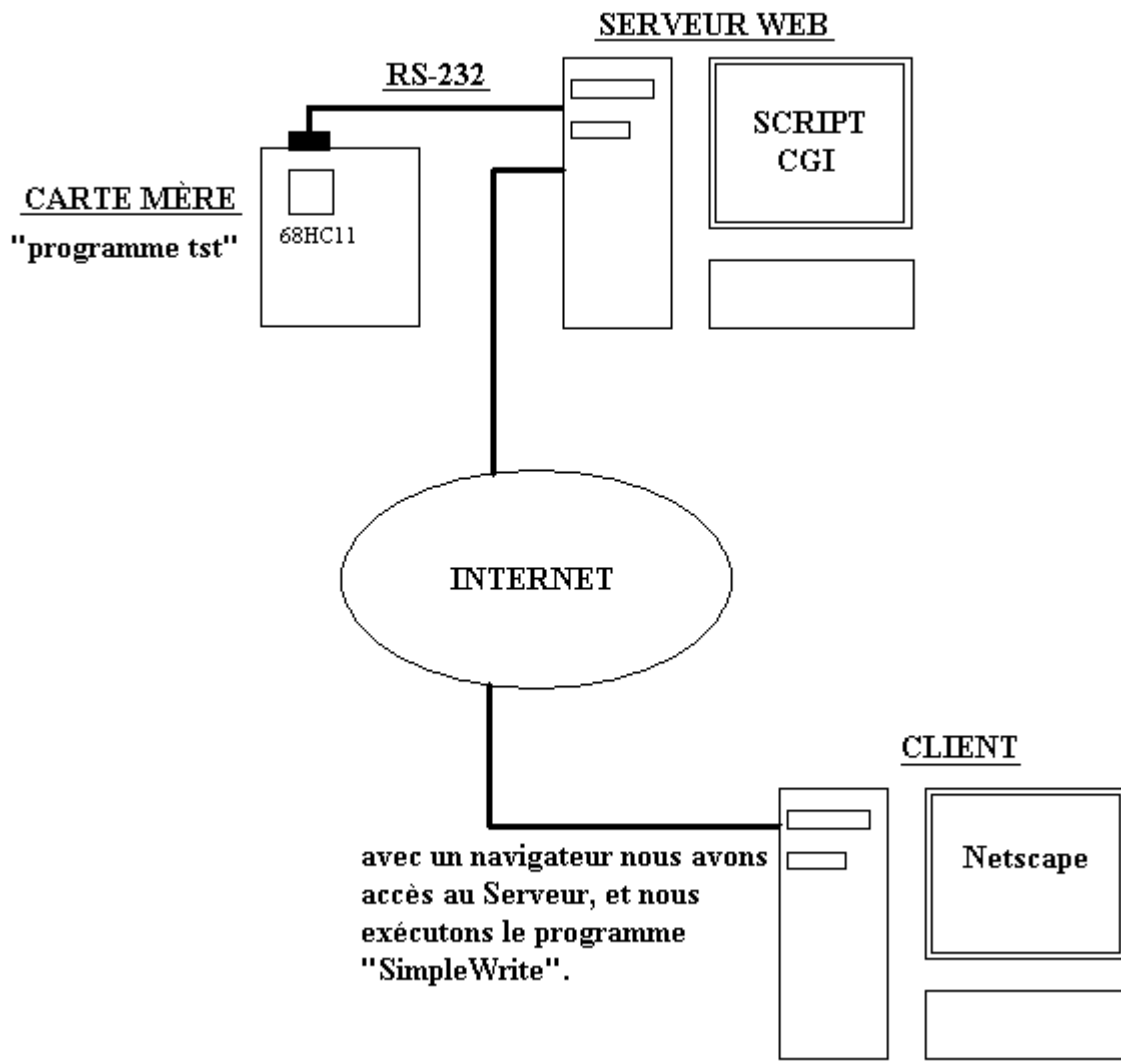 SERVEUR WEB
RS-232
SCRIPT
CGI
CARTE MÈRE
"programme tst"
68HC11
INTERNET
CLIENT
Netscape
avec un navigateur nous avons
accès au Serveur, et nous
exécutons le programme
"SimpleWrite".